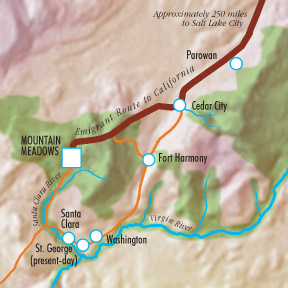 Approximately 250 miles
to Salt Lake City
Parowan
Emigrant Route to California
Cedar City
MOUNTAIN
MEADOWS
Fort Harmony
Santa Clara River
Santa
Clara
Virgin River
St. George
(present-day)
Washington